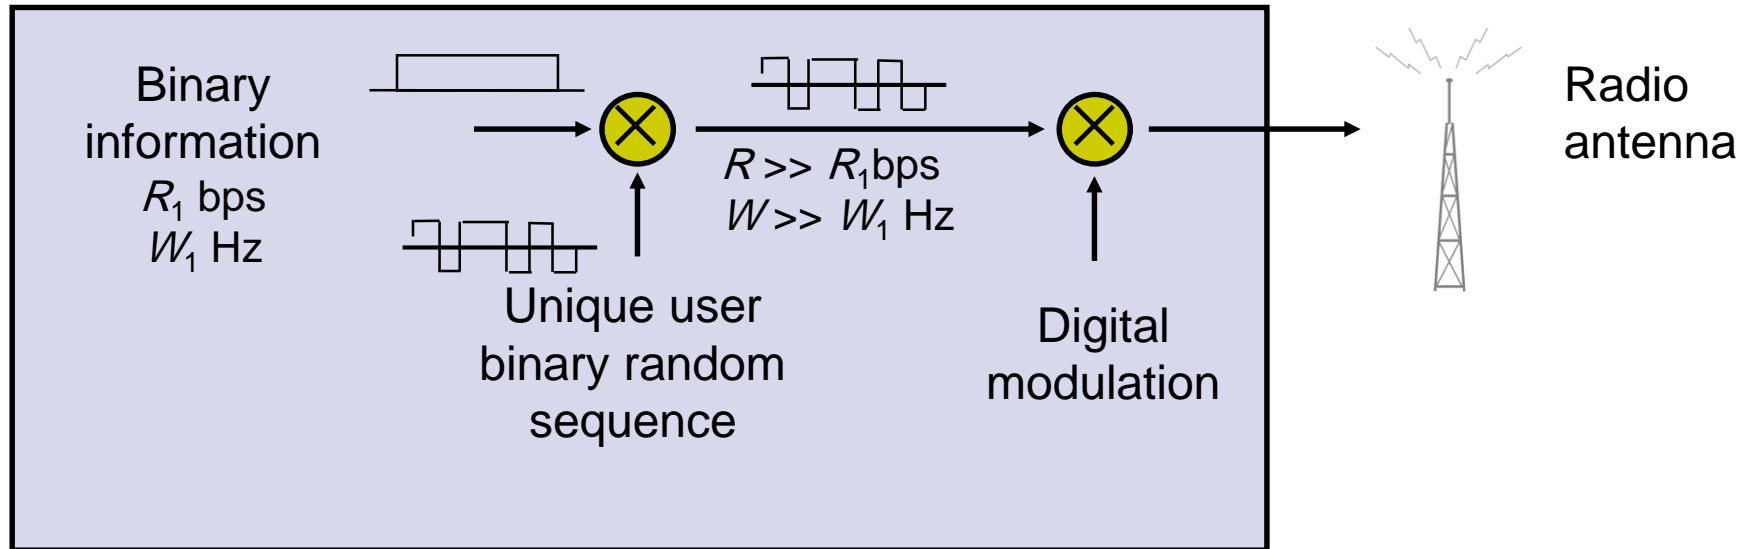 Binary
information
R₁ bps
W₁ Hz
R >> R₁bps
W >> W₁ Hz
Unique user
binary random
sequence
Digital
modulation
Radio
antenna